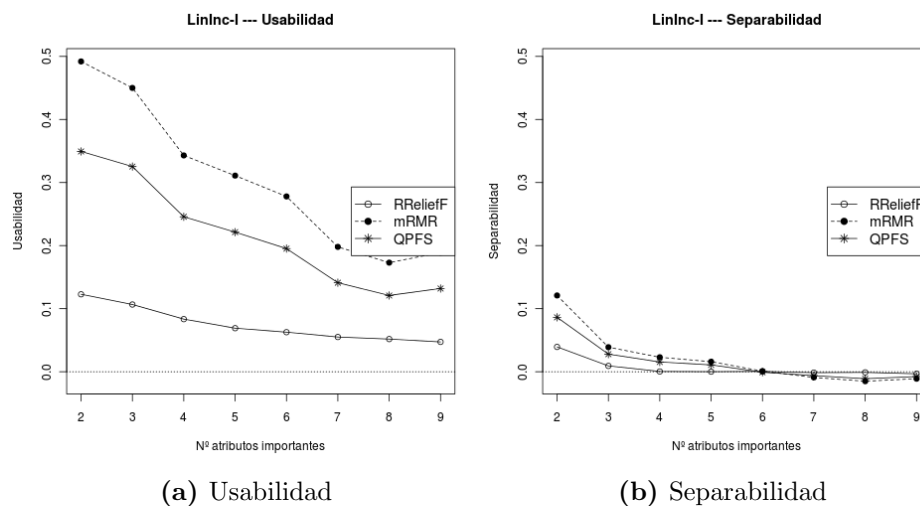 LinInc-I --- Usabilidad
Usabilidad
0.5
0.4
0.3
0.2
0.1
0.0
RReliefF
mRMR
QPFS
2 3 4 5 6 7 8 9
Nº atributos importantes
(a) Usabilidad
LinInc-I --- Separabilidad
Separabilidad
0.5
0.4
0.3
0.2
0.1
0.0
RReliefF
mRMR
QPFS
2 3 4 5 6 7 8 9
Nº atributos importantes
(b) Separabilidad